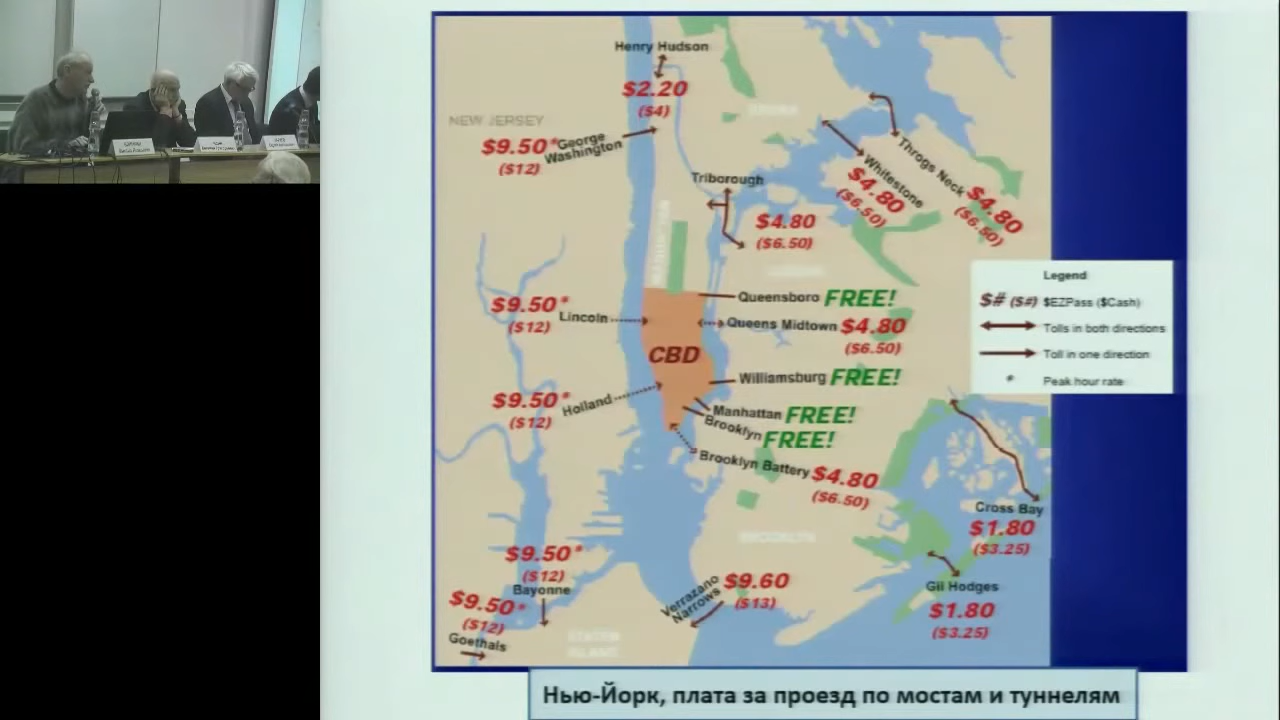 Henry Hudson
$2.20
($4)
NEW JERSEY
$9.50*
($12)
George
Washington
Triborough
$4.80
($6.50)
Whitestone
$4.80
($6.50)
Throgs Neck
$4.80
($6.50)
Legend
$# ($#) $EZPass ($Cash)
Tolls in both directions
Toll in one direction
* Peak hour rate
Queensboro FREE!
$9.50*
($12)
Lincoln
Queens Midtown $4.80
($6.50)
CBD
Williamsburg FREE!
$9.50*
($12)
Holland
Manhattan FREE!
Brooklyn FREE!
Brooklyn Battery $4.80
($6.50)
BROOKLYN
Cross Bay
$1.80
($3.25)
$9.50*
($12)
Bayonne
$9.50*
($12)
Goethals
STATEN
ISLAND
Verrazano
Narrows
$9.60
($13)
Gil Hodges
$1.80
($3.25)
Нью-Йорк, плата за проезд по мостам и туннелям